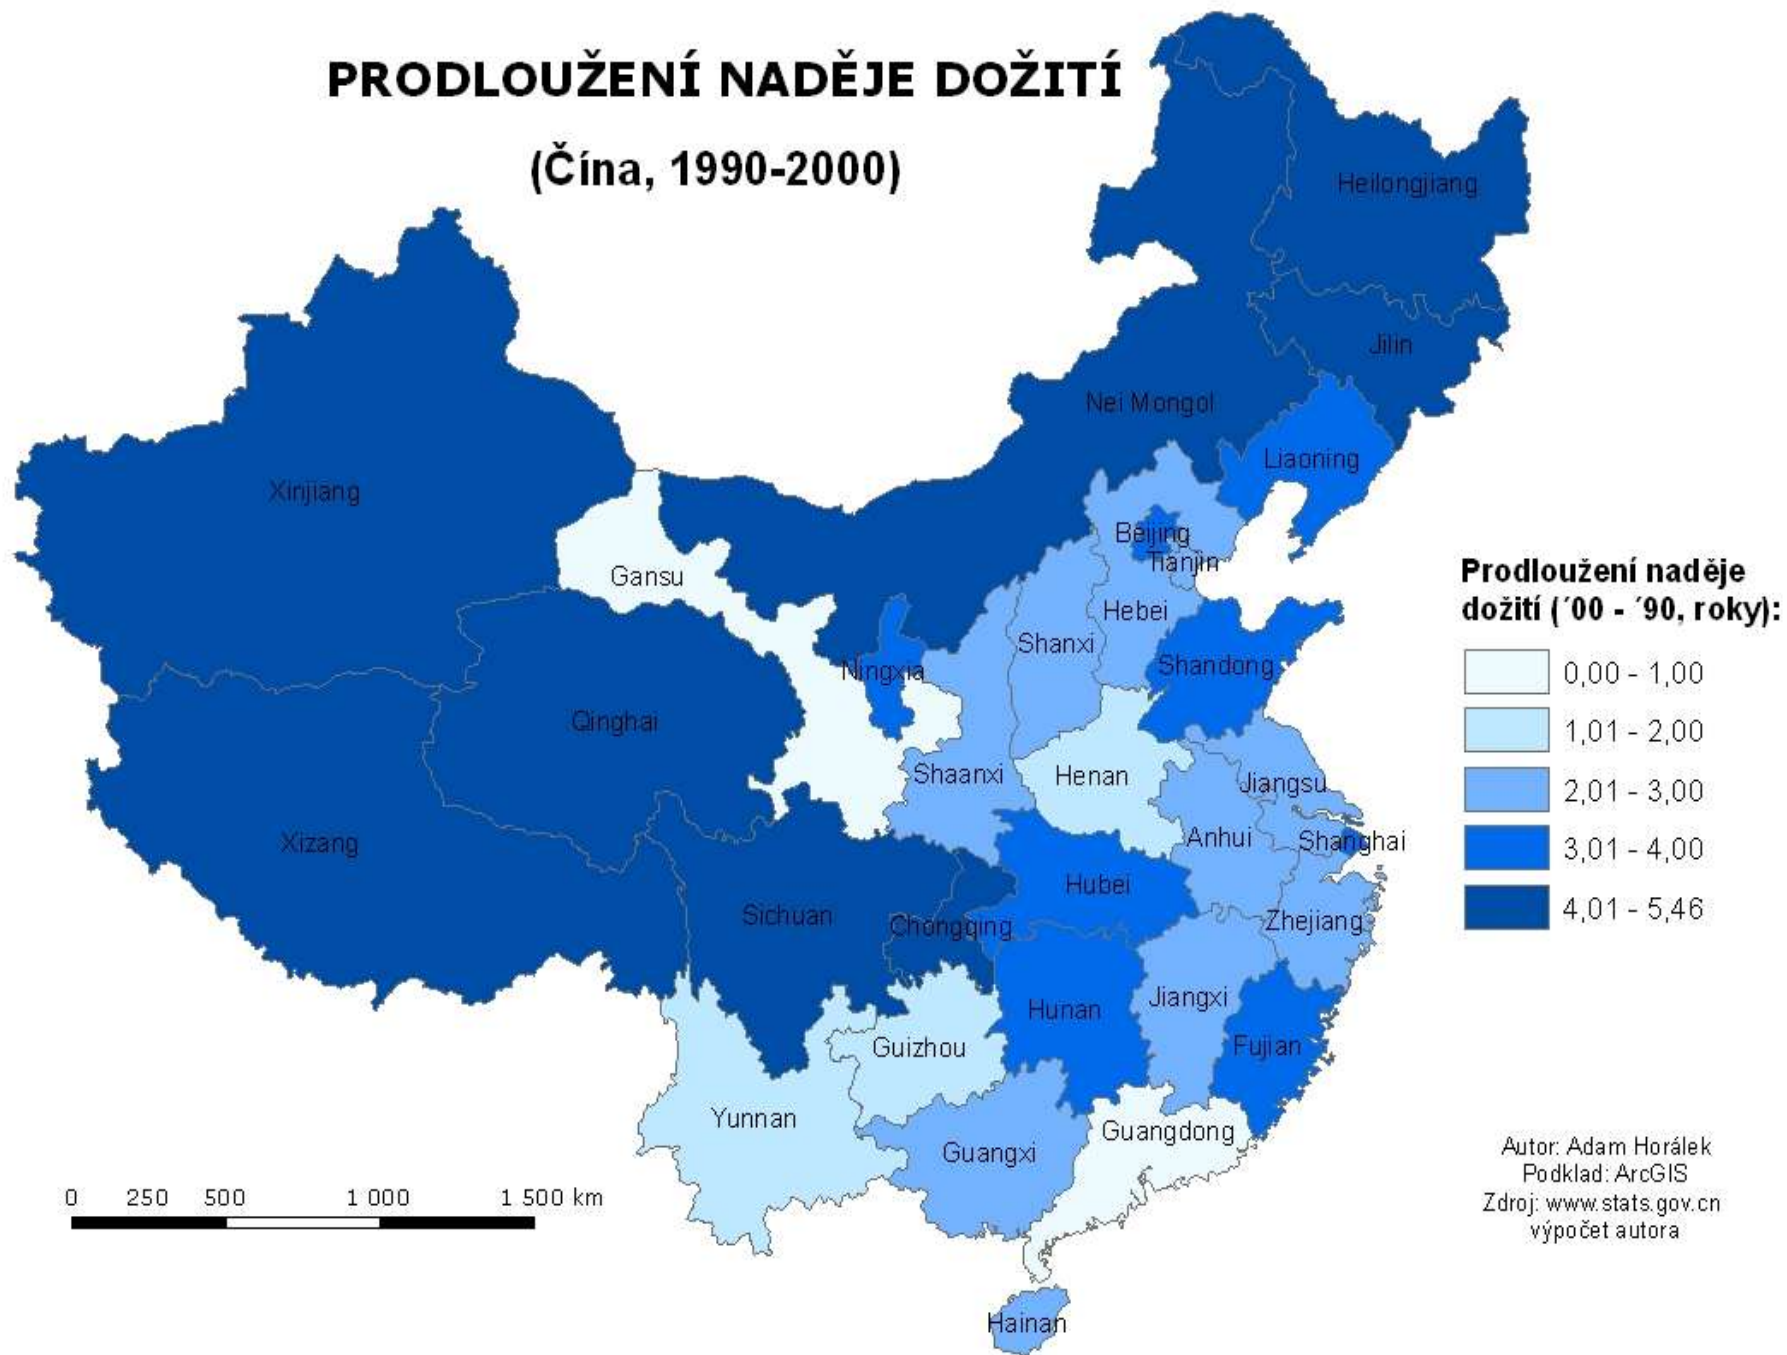 PRODLOUŽENÍ NADĚJE DOŽITÍ
(Čína, 1990-2000)
Heilongjiang
Jilin
Nei Mongol
Liaoning
Xinjiang
Beijing
Tianjin
Gansu
Hebei
Shanxi
Shandong
Ningxia
Qinghai
Shaanxi
Henan
Jiangsu
Xizang
Anhui
Shanghai
Hubei
Sichuan
Chongqing
Zhejiang
Jiangxi
Hunan
Guizhou
Fujian
Yunnan
Guangdong
Guangxi
Hainan
Prodloužení naděje
dožití (´00 - ´90, roky):
0,00 - 1,00
1,01 - 2,00
2,01 - 3,00
3,01 - 4,00
4,01 - 5,46
0 250 500 1 000 1 500 km
Autor: Adam Horálek
Podklad: ArcGIS
Zdroj: www.stats.gov.cn
výpočet autora